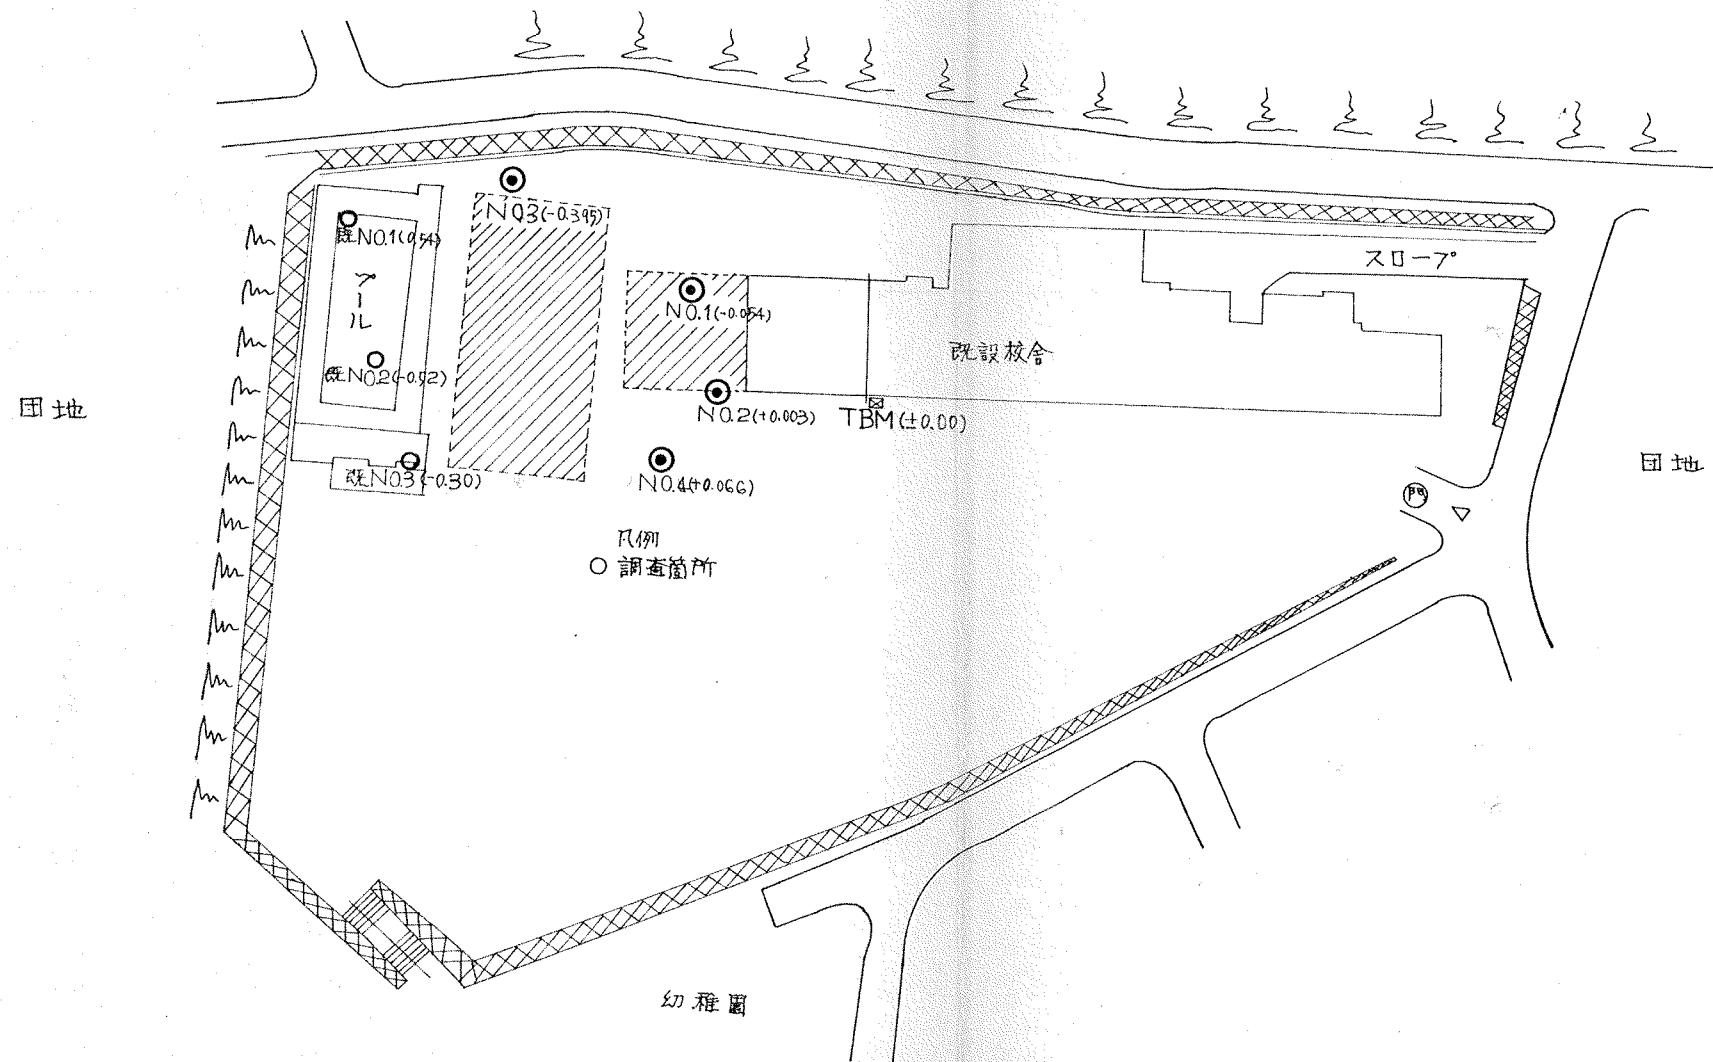 NO.3(-0.395)
既NO.1(0.54)
プール
スロープ
NO.1(-0.054)
既設校舎
既NO.2(-0.92)
団地
NO.2(+0.003)
TBM(±0.00)
団地
既NO.3(-0.30)
NO.4(+0.066)
門
凡例
○ 調査箇所
幼稚園